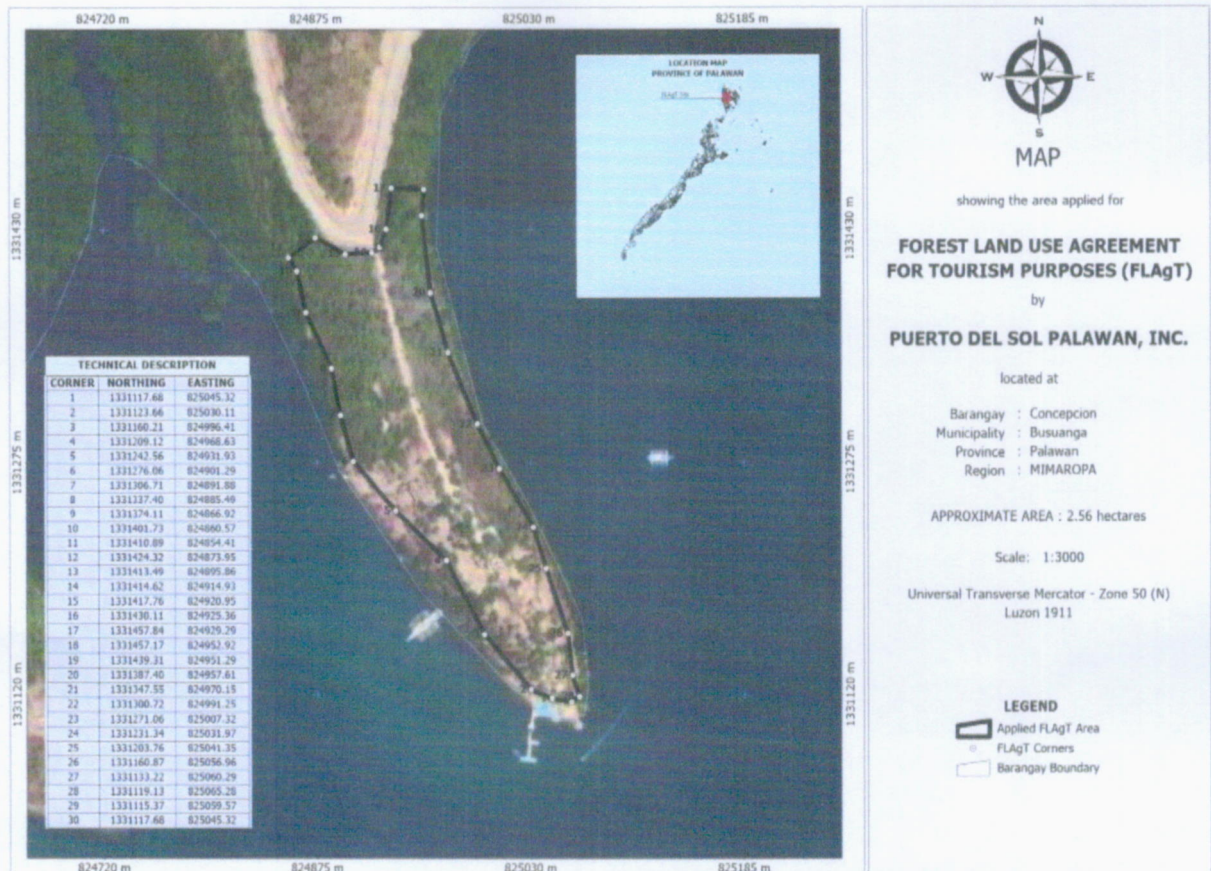 824720 m 824875 m 825030 m 825185 m
1331430 m
1331275 m
1331120 m
LOCATION MAP
PROVINCE OF PALAWAN
TECHNICAL DESCRIPTION
CORNER NORTHING EASTING
1 1331117.68 825045.32
2 1331123.66 825030.11
3 1331160.21 824996.41
4 1331209.12 824968.63
5 1331242.56 824931.93
6 1331276.06 824901.29
7 1331306.71 824891.88
8 1331337.40 824885.49
9 1331374.11 824866.92
10 1331401.73 824860.57
11 1331410.89 824854.41
12 1331424.32 824873.95
13 1331413.49 824895.86
14 1331414.62 824914.93
15 1331417.76 824920.95
16 1331430.11 824925.36
17 1331457.84 824929.29
18 1331457.17 824952.92
19 1331439.31 824951.29
20 1331387.40 824957.61
21 1331347.55 824970.15
22 1331300.72 824991.25
23 1331271.06 825007.32
24 1331231.34 825031.97
25 1331203.76 825041.35
26 1331160.87 825056.96
27 1331133.22 825060.29
28 1331119.13 825065.28
29 1331115.37 825059.57
30 1331117.68 825045.32
1331430 m
1331275 m
1331120 m
824720 m 824875 m 825030 m 825185 m
N
W E
S
MAP
showing the area applied for
FOREST LAND USE AGREEMENT
FOR TOURISM PURPOSES (FLAgT)
by
PUERTO DEL SOL PALAWAN, INC.
located at
Barangay : Concepcion
Municipality : Busuanga
Province : Palawan
Region : MIMAROPA
APPROXIMATE AREA : 2.56 hectares
Scale: 1:3000
Universal Transverse Mercator - Zone 50 (N)
Luzon 1911
LEGEND
Applied FLAgT Area
FLAgT Corners
Barangay Boundary